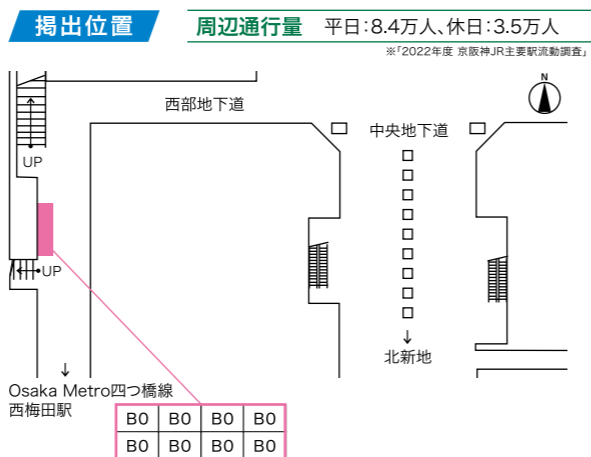 掲出位置
周辺通行量 平日:8.4万人、休日:3.5万人
※「2022年度 京阪神JR主要駅流動調査」
N
西部地下道
中央地下道
UP
UP
北新地
Osaka Metro四つ橋線
西梅田駅
B0 B0 B0 B0
B0 B0 B0 B0